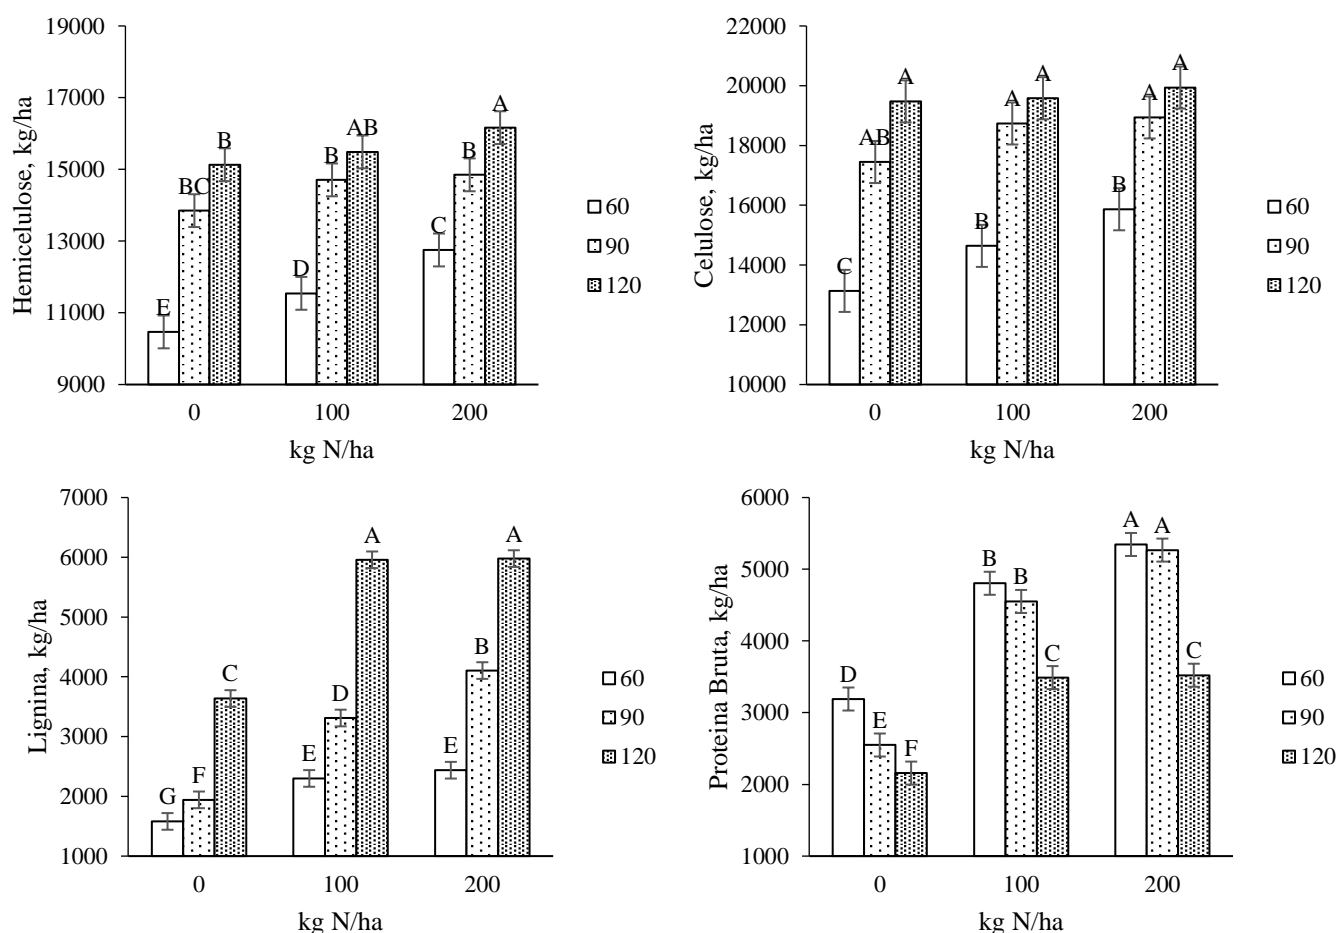 19000
17000
15000
13000
11000
9000
Hemicelulose, kg/ha
E
BC
B
D
B
AB
C
B
A
0
100
200
kg N/ha
60
90
120
22000
20000
18000
16000
14000
12000
10000
Celulose, kg/ha
C
AB
A
B
A
A
B
A
A
0
100
200
kg N/ha
60
90
120
7000
6000
5000
4000
3000
2000
1000
Lignina, kg/ha
G
F
C
E
D
A
E
B
A
0
100
200
kg N/ha
60
90
120
6000
5000
4000
3000
2000
1000
Proteina Bruta, kg/ha
D
E
F
B
B
C
A
A
C
0
100
200
kg N/ha
60
90
120